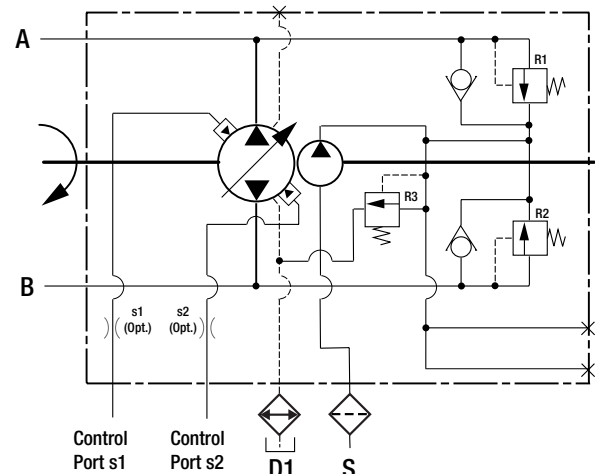 A
R1
R3
R2
B
s1
(Opt.)
s2
(Opt.)
Control
Port s1
Control
Port s2
D1
S